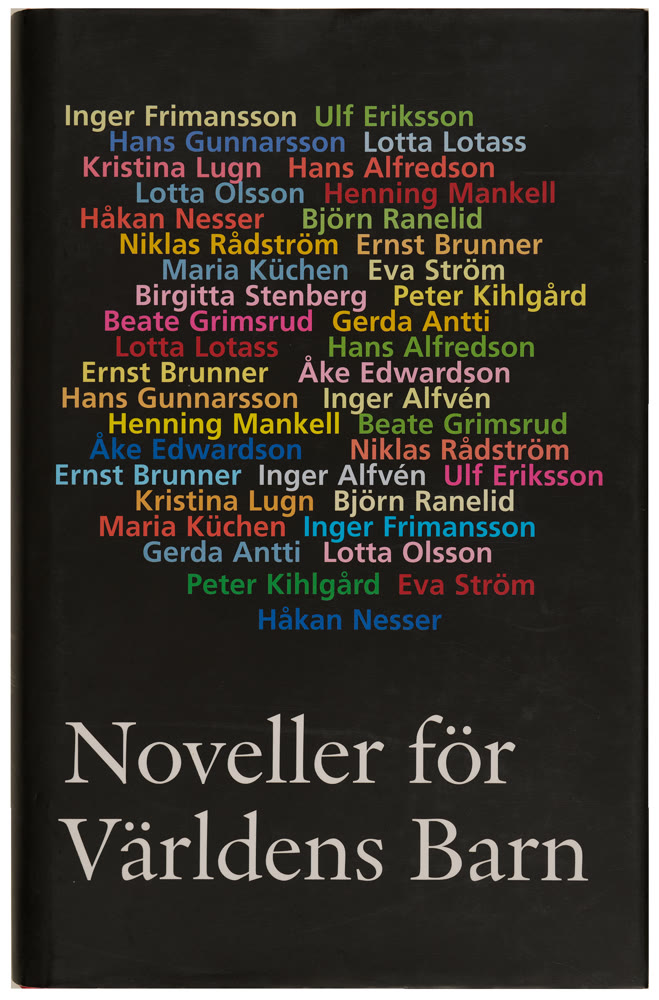 Inger Frimansson Ulf Eriksson
Hans Gunnarsson Lotta Lotass
Kristina Lugn Hans Alfredson
Lotta Olsson Henning Mankell
Håkan Nesser Björn Ranelid
Niklas Rådström Ernst Brunner
Maria Küchen Eva Ström
Birgitta Stenberg Peter Kihlgård
Beate Grimsrud Gerda Antti
Lotta Lotass Hans Alfredson
Ernst Brunner Åke Edwardson
Hans Gunnarsson Inger Alfvén
Henning Mankell Beate Grimsrud
Åke Edwardson Niklas Rådström
Ernst Brunner Inger Alfvén Ulf Eriksson
Kristina Lugn Björn Ranelid
Maria Küchen Inger Frimansson
Gerda Antti Lotta Olsson
Peter Kihlgård Eva Ström
Håkan Nesser
Noveller för
Världens Barn